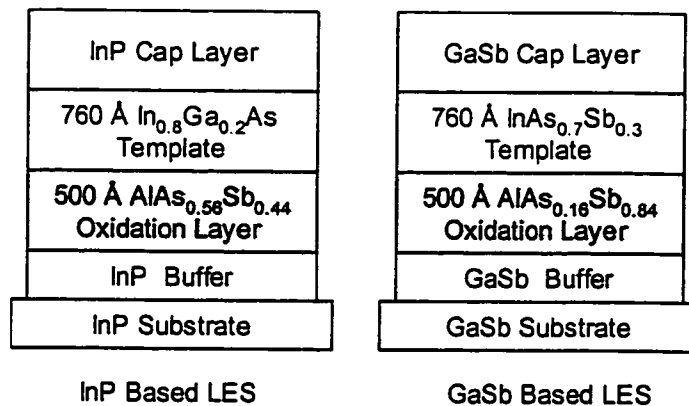 InP Cap Layer
760 Å In₀.₈Ga₀.₂As
Template
500 Å AlAs₀.₅₆Sb₀.₄₄
Oxidation Layer
InP Buffer
InP Substrate
InP Based LES
GaSb Cap Layer
760 Å InAs₀.₇Sb₀.₃
Template
500 Å AlAs₀.₁₆Sb₀.₈₄
Oxidation Layer
GaSb Buffer
GaSb Substrate
GaSb Based LES